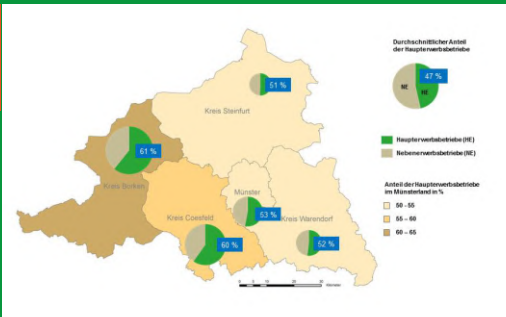 Durchschnittlicher Anteil
der Haupterwerbsbetriebe
47 %
NE
HE
51 %
Kreis Steinfurt
61 %
Kreis Borken
Haupterwerbsbetriebe (HE)
Nebenerwerbsbetriebe (NE)
Münster
53 %
Kreis Warendorf
Kreis Coesfeld
60 %
52 %
Anteil der Haupterwerbsbetriebe
im Münsterland in %
50 - 55
55 - 60
60 - 65